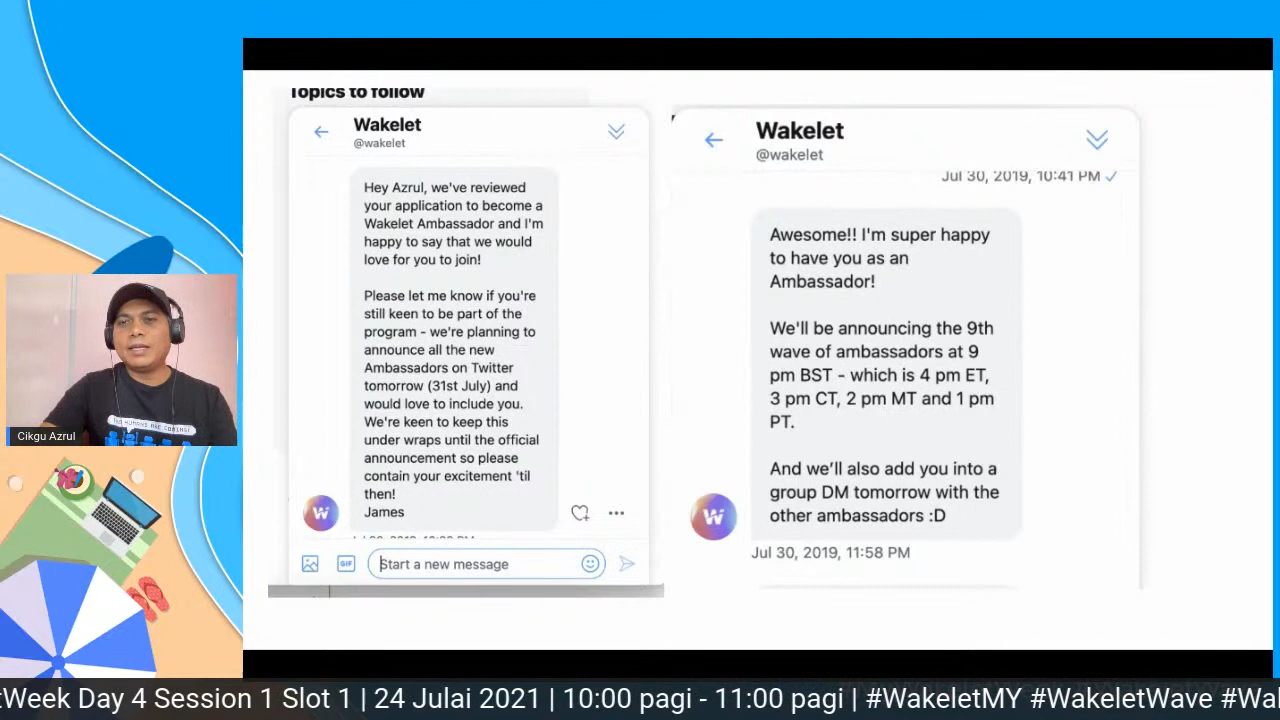 Topics to follow
Wakelet
@wakelet
Hey Azrul, we've reviewed
your application to become a
Wakelet Ambassador and I'm
happy to say that we would
love for you to join!
Please let me know if you're
still keen to be part of the
program - we're planning to
announce all the new
Ambassadors on Twitter
tomorrow (31st July) and
would love to include you.
We're keen to keep this
under wraps until the official
announcement so please
contain your excitement 'til
then!
James
GIF
Start a new message
Wakelet
@wakelet
Jul 30, 2019, 10:41 PM
Awesome!! I'm super happy
to have you as an
Ambassador!
We'll be announcing the 9th
wave of ambassadors at 9
pm BST - which is 4 pm ET,
3 pm CT, 2 pm MT and 1 pm
PT.
And we'll also add you into a
group DM tomorrow with the
other ambassadors :D
Jul 30, 2019, 11:58 PM
Cikgu Azrul
tWeek Day 4 Session 1 Slot 1 | 24 Julai 2021 | 10:00 pagi - 11:00 pagi | #WakeletMY #WakeletWave #Wa